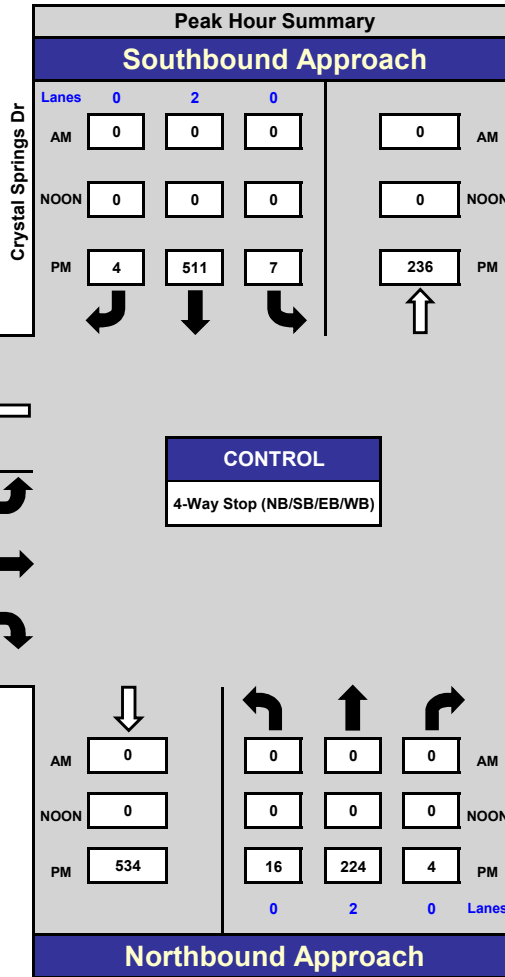 Peak Hour Summary
Southbound Approach
Crystal Springs Dr
Lanes 0 2 0
AM 0 0 0 0 AM
NOON 0 0 0 0 NOON
PM 4 511 7 236 PM
CONTROL
4-Way Stop (NB/SB/EB/WB)
AM 0 0 0 0 AM
NOON 0 0 0 0 NOON
PM 534 16 224 4 PM
0 2 0 Lanes
Northbound Approach